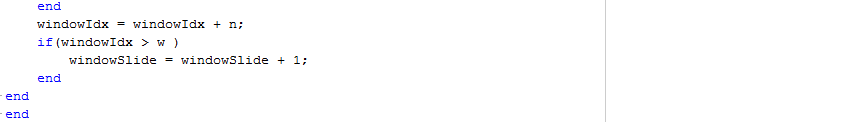 end
windowIdx = windowIdx + n;
if(windowIdx > w )
windowSlide = windowSlide + 1;
end
end
end